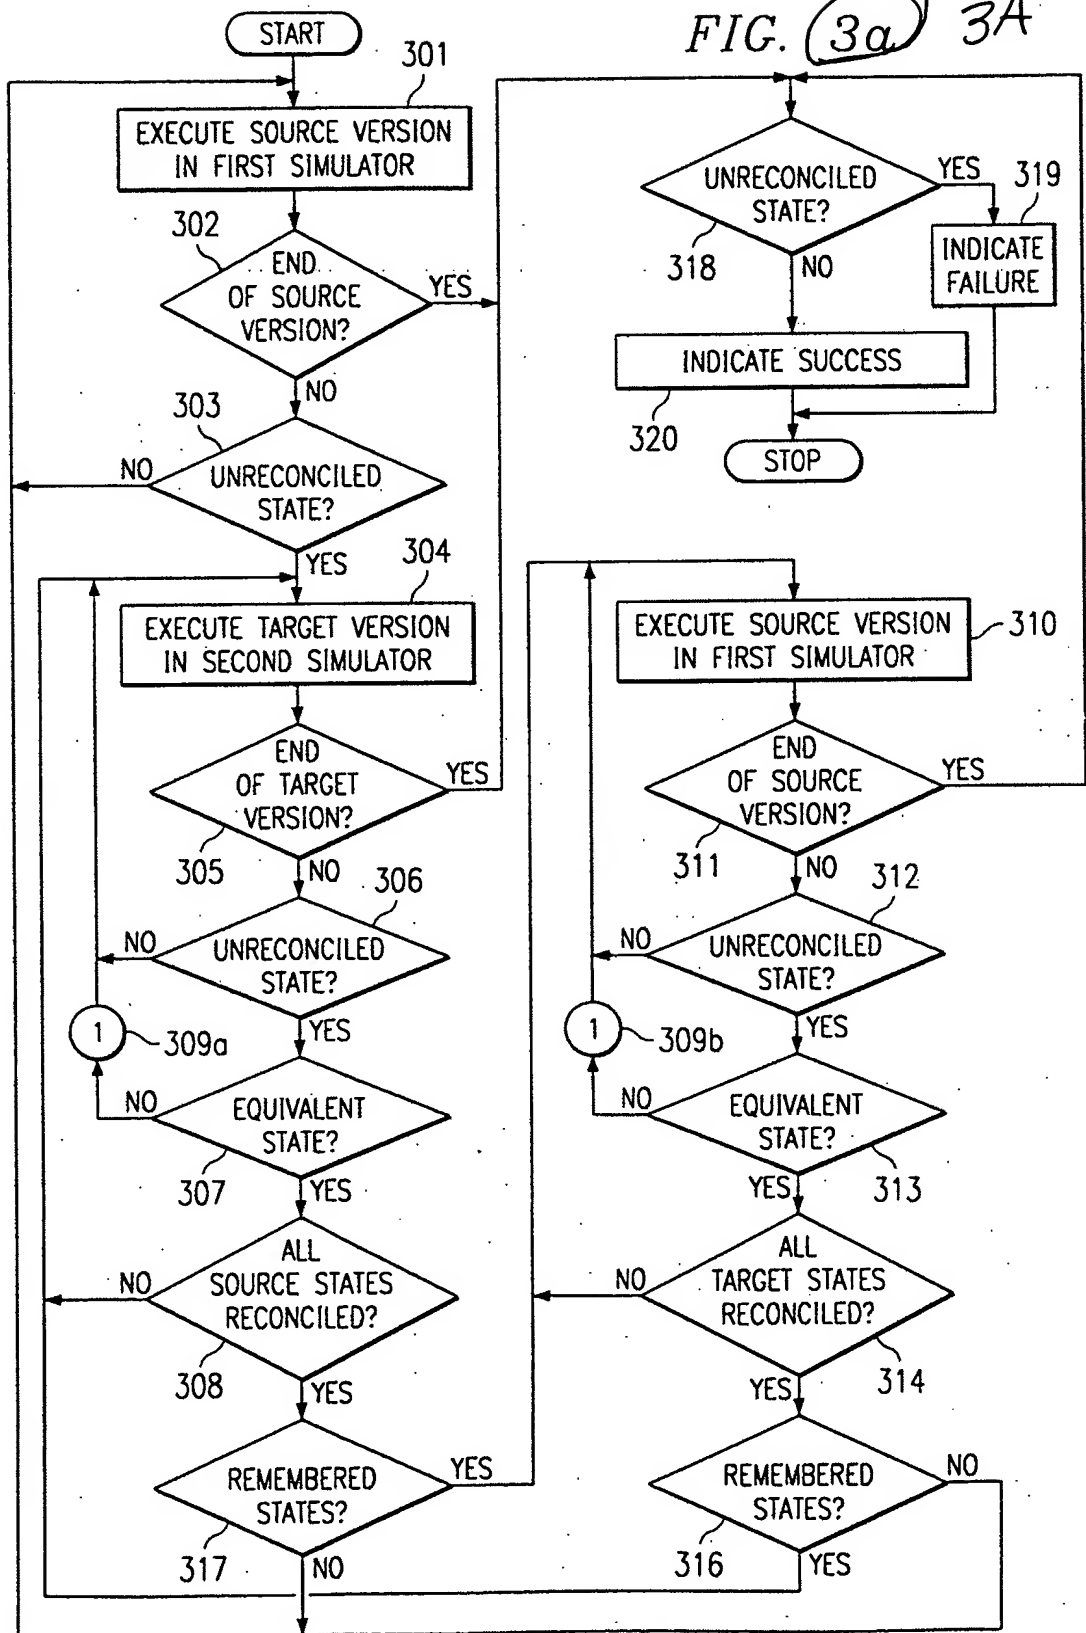 FIG. 3a 3A
START
301
EXECUTE SOURCE VERSION
IN FIRST SIMULATOR
302
END
OF SOURCE
VERSION?
YES
NO
303
UNRECONCILED
STATE?
NO
YES
304
EXECUTE TARGET VERSION
IN SECOND SIMULATOR
END
OF TARGET
VERSION?
YES
305
NO
306
UNRECONCILED
STATE?
NO
YES
1
309a
EQUIVALENT
STATE?
NO
307
YES
ALL
SOURCE STATES
RECONCILED?
NO
308
YES
REMEMBERED
STATES?
YES
317
NO
UNRECONCILED
STATE?
YES
319
318
NO
INDICATE
FAILURE
INDICATE SUCCESS
320
STOP
EXECUTE SOURCE VERSION
IN FIRST SIMULATOR
310
END
OF SOURCE
VERSION?
YES
311
NO
312
UNRECONCILED
STATE?
NO
YES
1
309b
EQUIVALENT
STATE?
NO
313
YES
ALL
TARGET STATES
RECONCILED?
NO
314
YES
REMEMBERED
STATES?
NO
316
YES